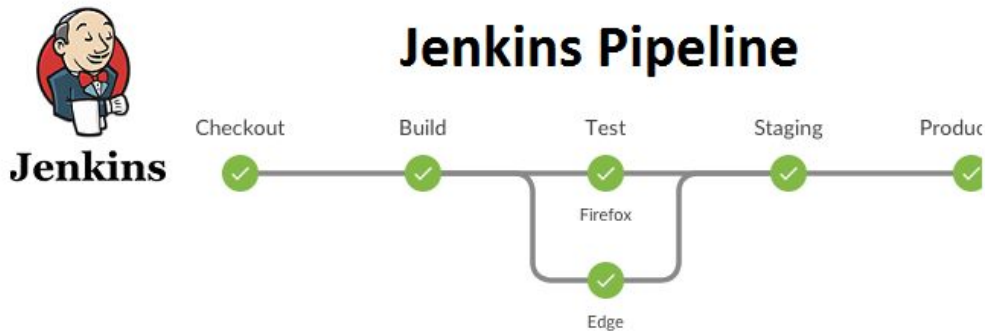 Jenkins Pipeline
Jenkins
Checkout
Build
Test
Staging
Produc
Firefox
Edge